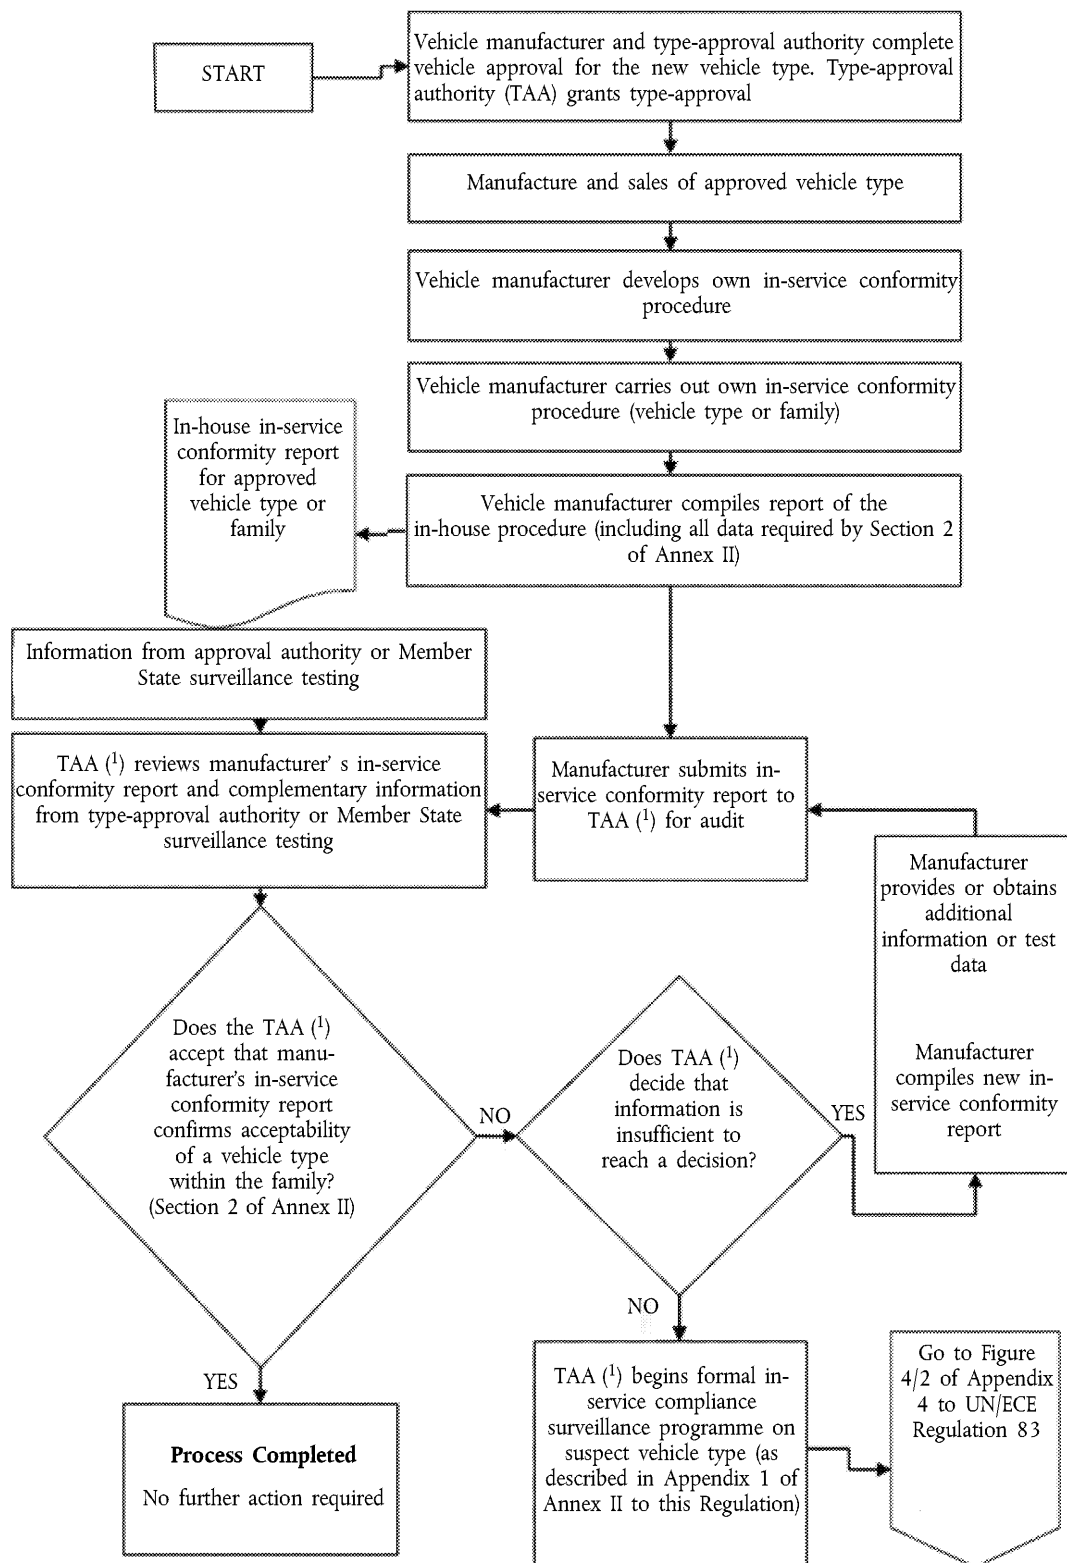 START
Vehicle manufacturer and type-approval authority complete
vehicle approval for the new vehicle type. Type-approval
authority (TAA) grants type-approval
Manufacture and sales of approved vehicle type
Vehicle manufacturer develops own in-service conformity
procedure
Vehicle manufacturer carries out own in-service conformity
procedure (vehicle type or family)
In-house in-service
conformity report
for approved
vehicle type or
family
Vehicle manufacturer compiles report of the
in-house procedure (including all data required by Section 2
of Annex II)
Information from approval authority or Member
State surveillance testing
TAA (¹) reviews manufacturer' s in-service
conformity report and complementary information
from type-approval authority or Member State
surveillance testing
Manufacturer submits in-
service conformity report to
TAA (¹) for audit
Manufacturer
provides or obtains
additional
information or test
data
Manufacturer
compiles new in-
service conformity
report
Does the TAA (¹)
accept that manu-
facturer's in-service
conformity report
confirms acceptability
of a vehicle type
within the family?
(Section 2 of Annex II)
NO
Does TAA (¹)
decide that
information is
insufficient to
reach a decision?
YES
NO
YES
Process Completed
No further action required
TAA (¹) begins formal in-
service compliance
surveillance programme on
suspect vehicle type (as
described in Appendix 1 of
Annex II to this Regulation)
Go to Figure
4/2 of Appendix
4 to UN/ECE
Regulation 83